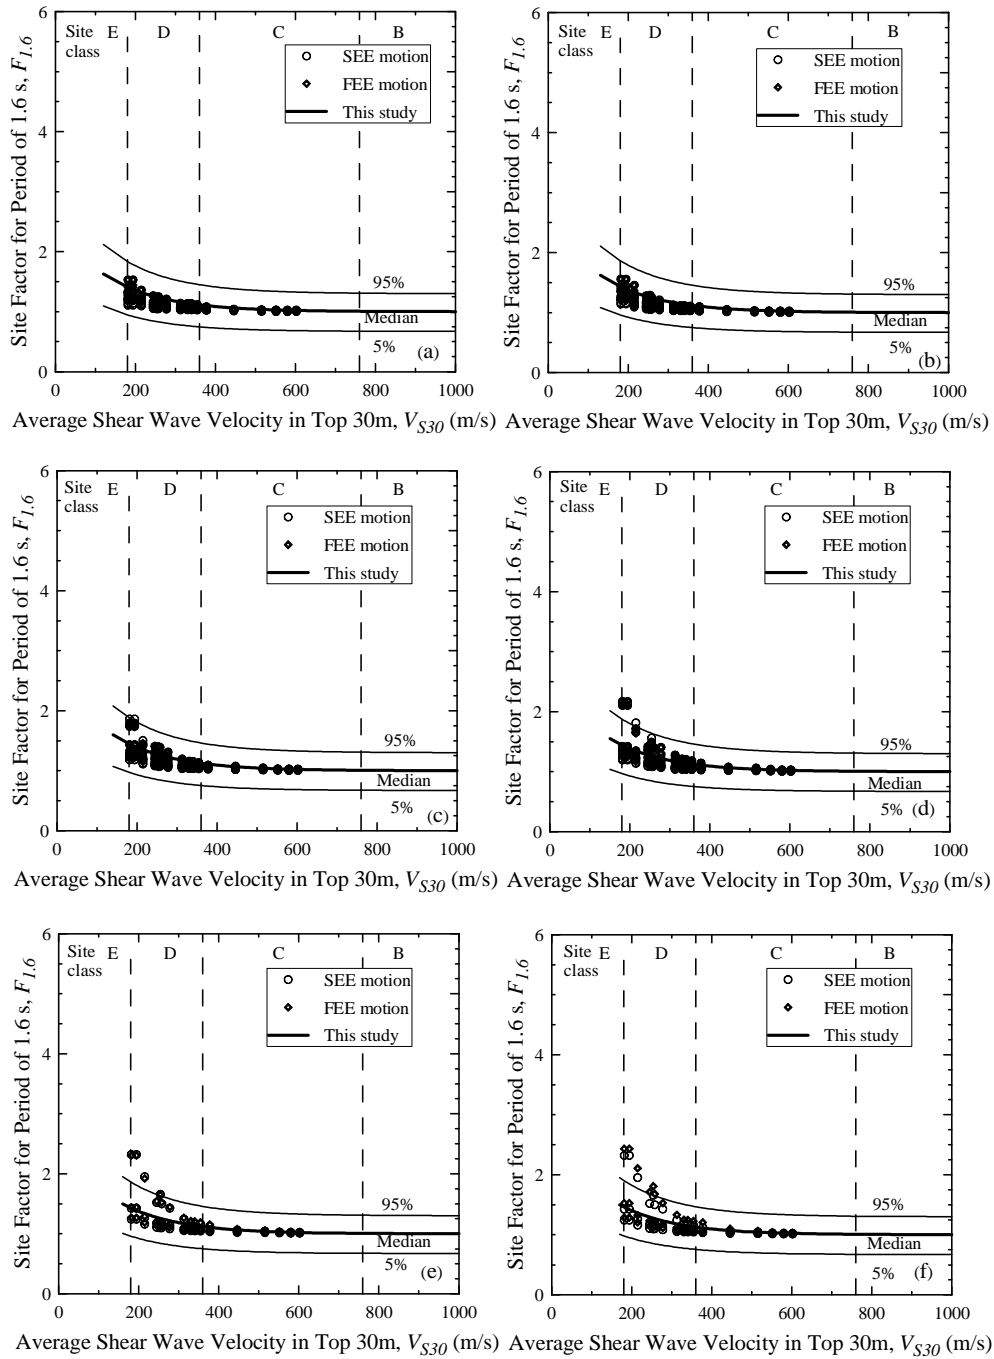 Site Factor for Period of 1.6 s, F1.6
6
4
2
0
Site class E D C B
SEE motion
FEE motion
This study
95%
Median
5%
(a)
0 200 400 600 800 1000
Average Shear Wave Velocity in Top 30m, VS30 (m/s)
Site Factor for Period of 1.6 s, F1.6
6
4
2
0
Site class E D C B
SEE motion
FEE motion
This study
95%
Median
5%
(b)
0 200 400 600 800 1000
Average Shear Wave Velocity in Top 30m, VS30 (m/s)
Site Factor for Period of 1.6 s, F1.6
6
4
2
0
Site class E D C B
SEE motion
FEE motion
This study
95%
Median
5%
(c)
0 200 400 600 800 1000
Average Shear Wave Velocity in Top 30m, VS30 (m/s)
Site Factor for Period of 1.6 s, F1.6
6
4
2
0
Site class E D C B
SEE motion
FEE motion
This study
95%
Median
5%
(d)
0 200 400 600 800 1000
Average Shear Wave Velocity in Top 30m, VS30 (m/s)
Site Factor for Period of 1.6 s, F1.6
6
4
2
0
Site class E D C B
SEE motion
FEE motion
This study
95%
Median
5%
(e)
0 200 400 600 800 1000
Average Shear Wave Velocity in Top 30m, VS30 (m/s)
Site Factor for Period of 1.6 s, F1.6
6
4
2
0
Site class E D C B
SEE motion
FEE motion
This study
95%
Median
5%
(f)
0 200 400 600 800 1000
Average Shear Wave Velocity in Top 30m, VS30 (m/s)